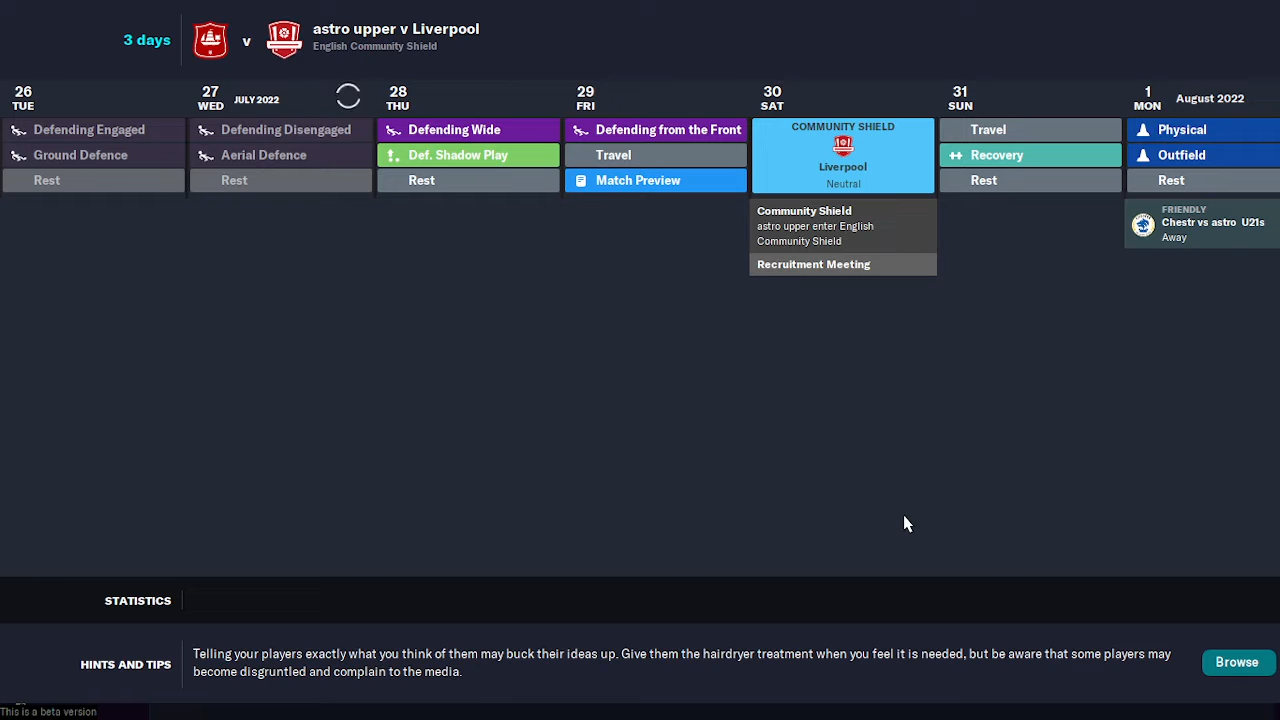 3 days
v
astro upper v Liverpool
English Community Shield
26
TUE
27
WED JULY 2022
28
THU
29
FRI
30
SAT
31
SUN
1
MON
August 2022
Defending Engaged
Defending Disengaged
Defending Wide
Defending from the Front
COMMUNITY SHIELD
Liverpool
Neutral
Travel
Physical
Ground Defence
Aerial Defence
Def. Shadow Play
Travel
Recovery
Outfield
Rest
Rest
Rest
Match Preview
Rest
Rest
Community Shield
astro upper enter English
Community Shield
Recruitment Meeting
FRIENDLY
Chestr vs astro U21s
Away
STATISTICS
HINTS AND TIPS
Telling your players exactly what you think of them may buck their ideas up. Give them the hairdryer treatment when you feel it is needed, but be aware that some players may
become disgruntled and complain to the media.
Browse
This is a beta version